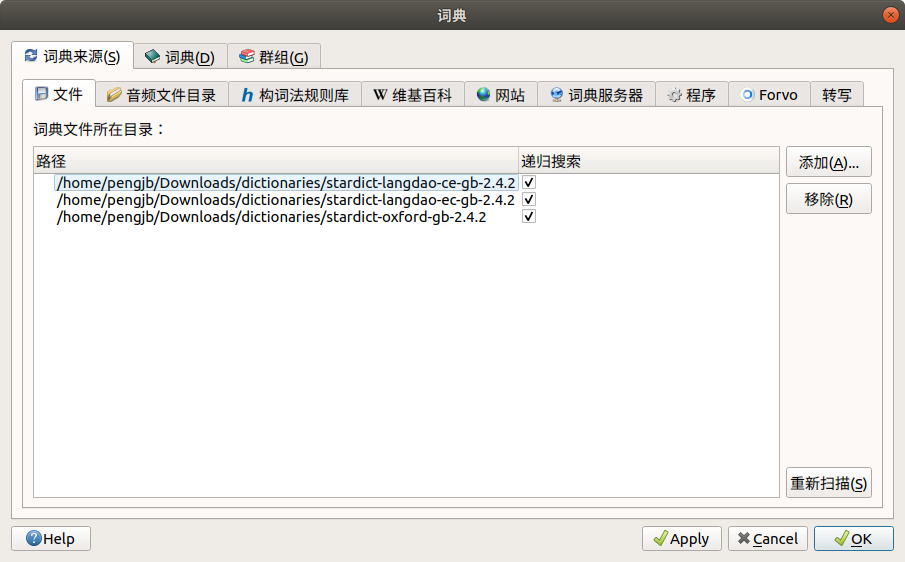 词典
词典来源(S) 词典(D) 群组(G)
文件 音频文件目录 构词法规则库 W 维基百科 网站 词典服务器 程序 Forvo 转写
词典文件所在目录：
路径 递归搜索
/home/pengjb/Downloads/dictionaries/stardict-langdao-ce-gb-2.4.2
/home/pengjb/Downloads/dictionaries/stardict-langdao-ec-gb-2.4.2
/home/pengjb/Downloads/dictionaries/stardict-oxford-gb-2.4.2
添加(A)...
移除(R)
重新扫描(S)
Help Apply Cancel OK